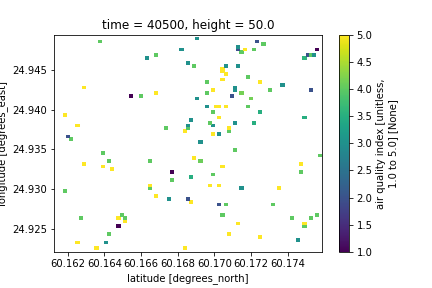 time = 40500, height = 50.0
24.945
24.940
24.935
24.930
24.925
longitude [degrees_east]
60.162 60.164 60.166 60.168 60.170 60.172 60.174
latitude [degrees_north]
5.0
4.5
4.0
3.5
3.0
2.5
2.0
1.5
1.0
air quality index [unitless,
1.0 to 5.0] [None]